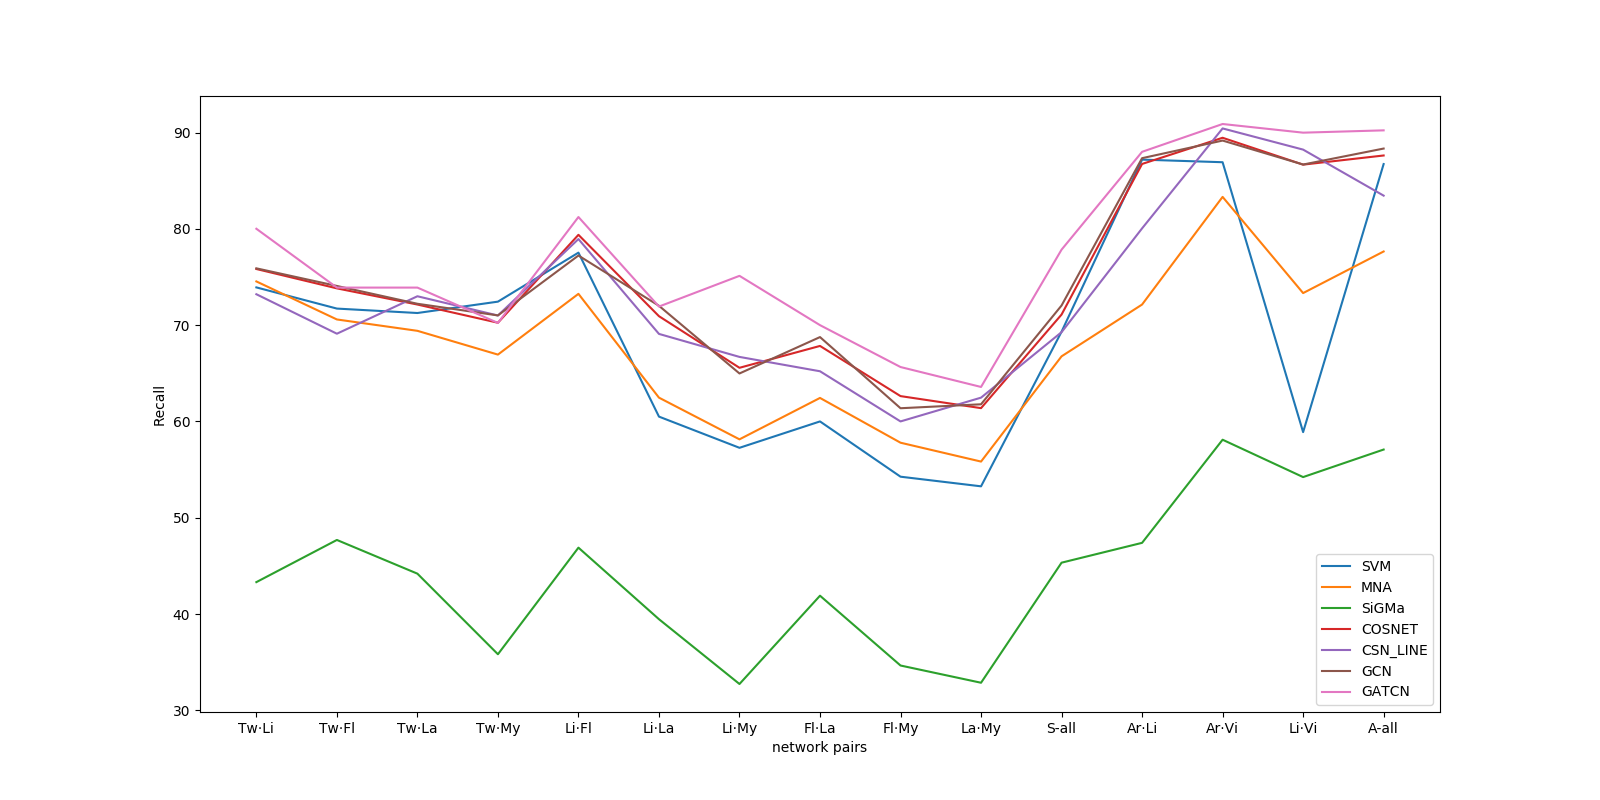 90
80
70
60
50
40
30
Recall
Tw·Li Tw·Fl Tw·La Tw·My Li·Fl Li·La Li·My Fl·La Fl·My La·My S-all Ar·Li Ar·Vi Li·Vi A-all
network pairs
SVM
MNA
SiGMa
COSNET
CSN_LINE
GCN
GATCN